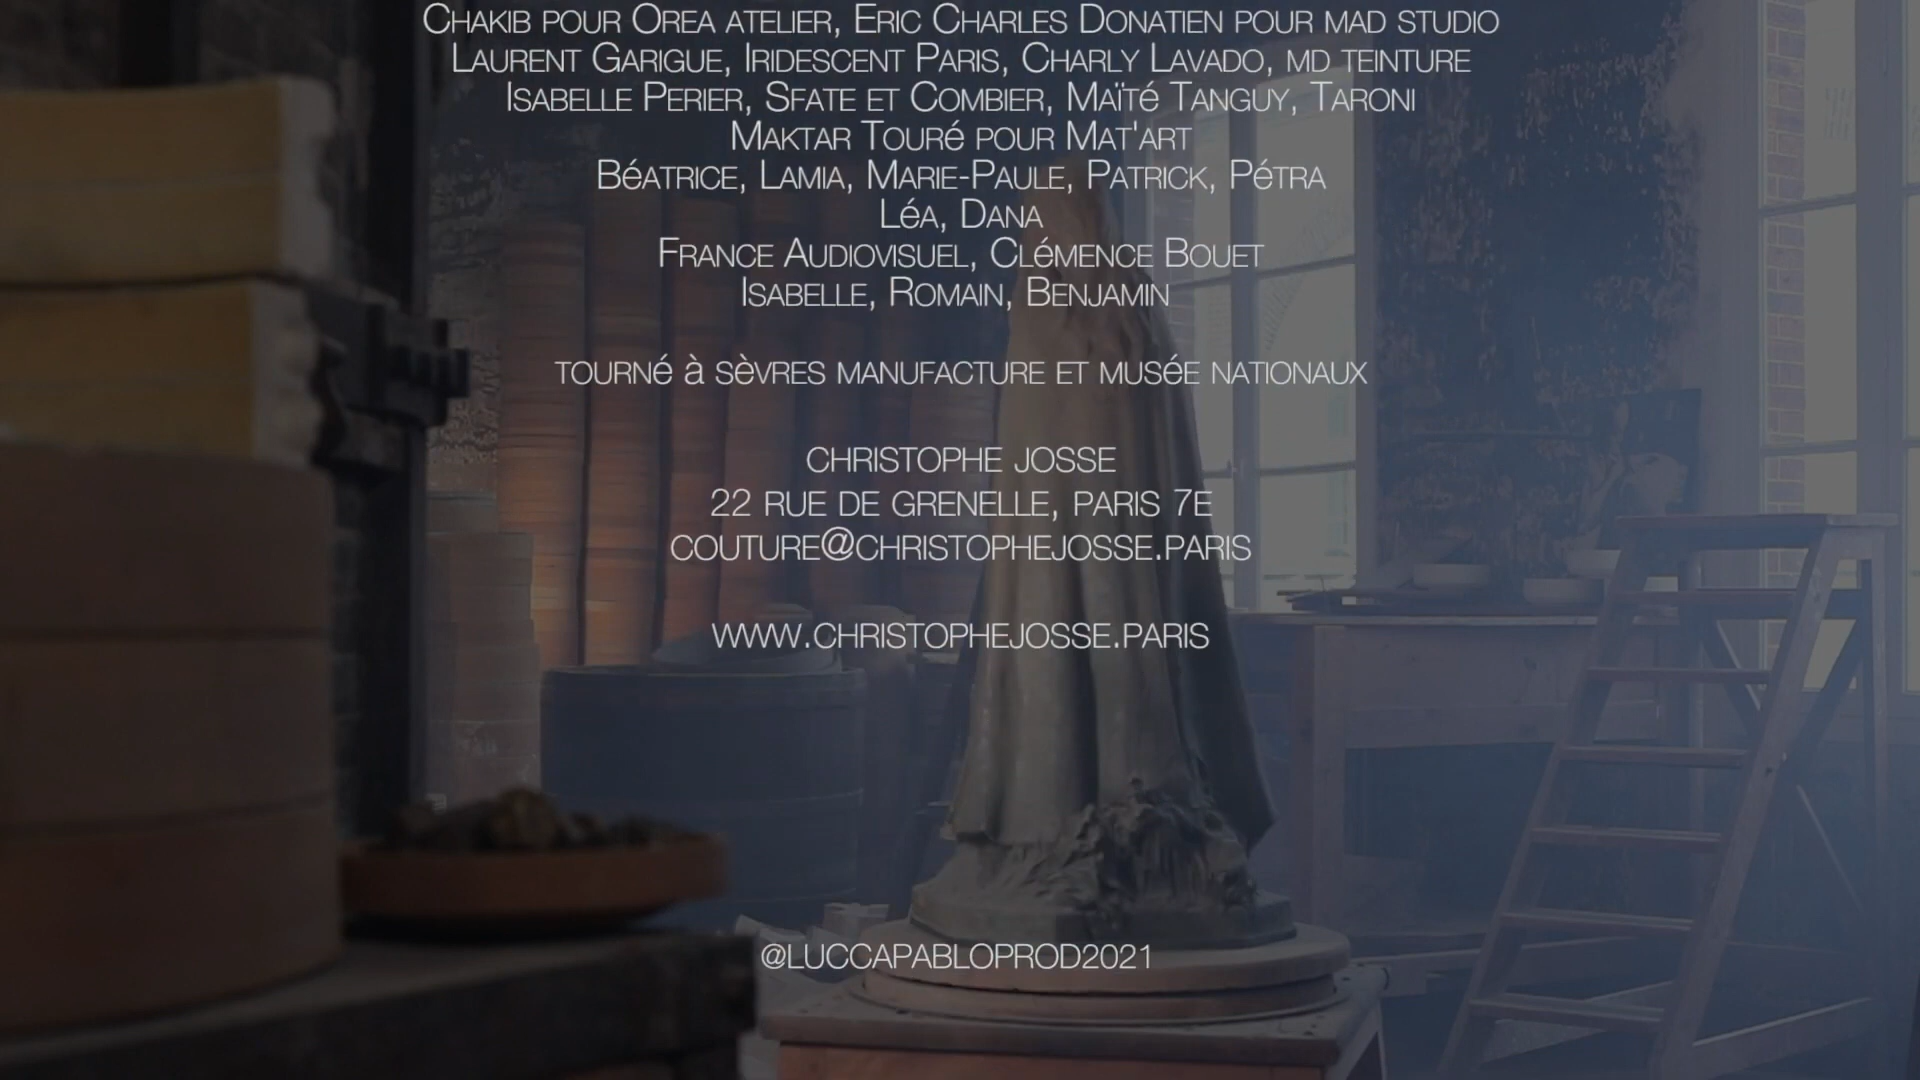 Chakib pour Orea atelier, Eric Charles Donatien pour mad studio
Laurent Garigue, Iridescent Paris, Charly Lavado, md teinture
Isabelle Perier, Sfate et Combier, Maïté Tanguy, Taroni
Maktar Touré pour Mat'art
Béatrice, Lamia, Marie-Paule, Patrick, Pétra
Léa, Dana
France Audiovisuel, Clémence Bouet
Isabelle, Romain, Benjamin
tourné à sèvres manufacture et musée nationaux
CHRISTOPHE JOSSE
22 RUE DE GRENELLE, PARIS 7E
COUTURE@CHRISTOPHEJOSSE.PARIS
WWW.CHRISTOPHEJOSSE.PARIS
@LUCCAPABLOPROD2021